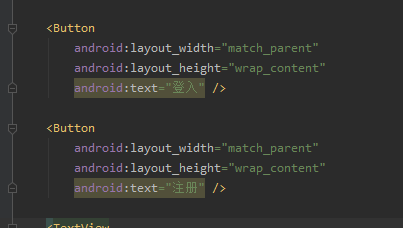 <Button
android:layout_width="match_parent"
android:layout_height="wrap_content"
android:text="登入" />
<Button
android:layout_width="match_parent"
android:layout_height="wrap_content"
android:text="注册" />
<TextView